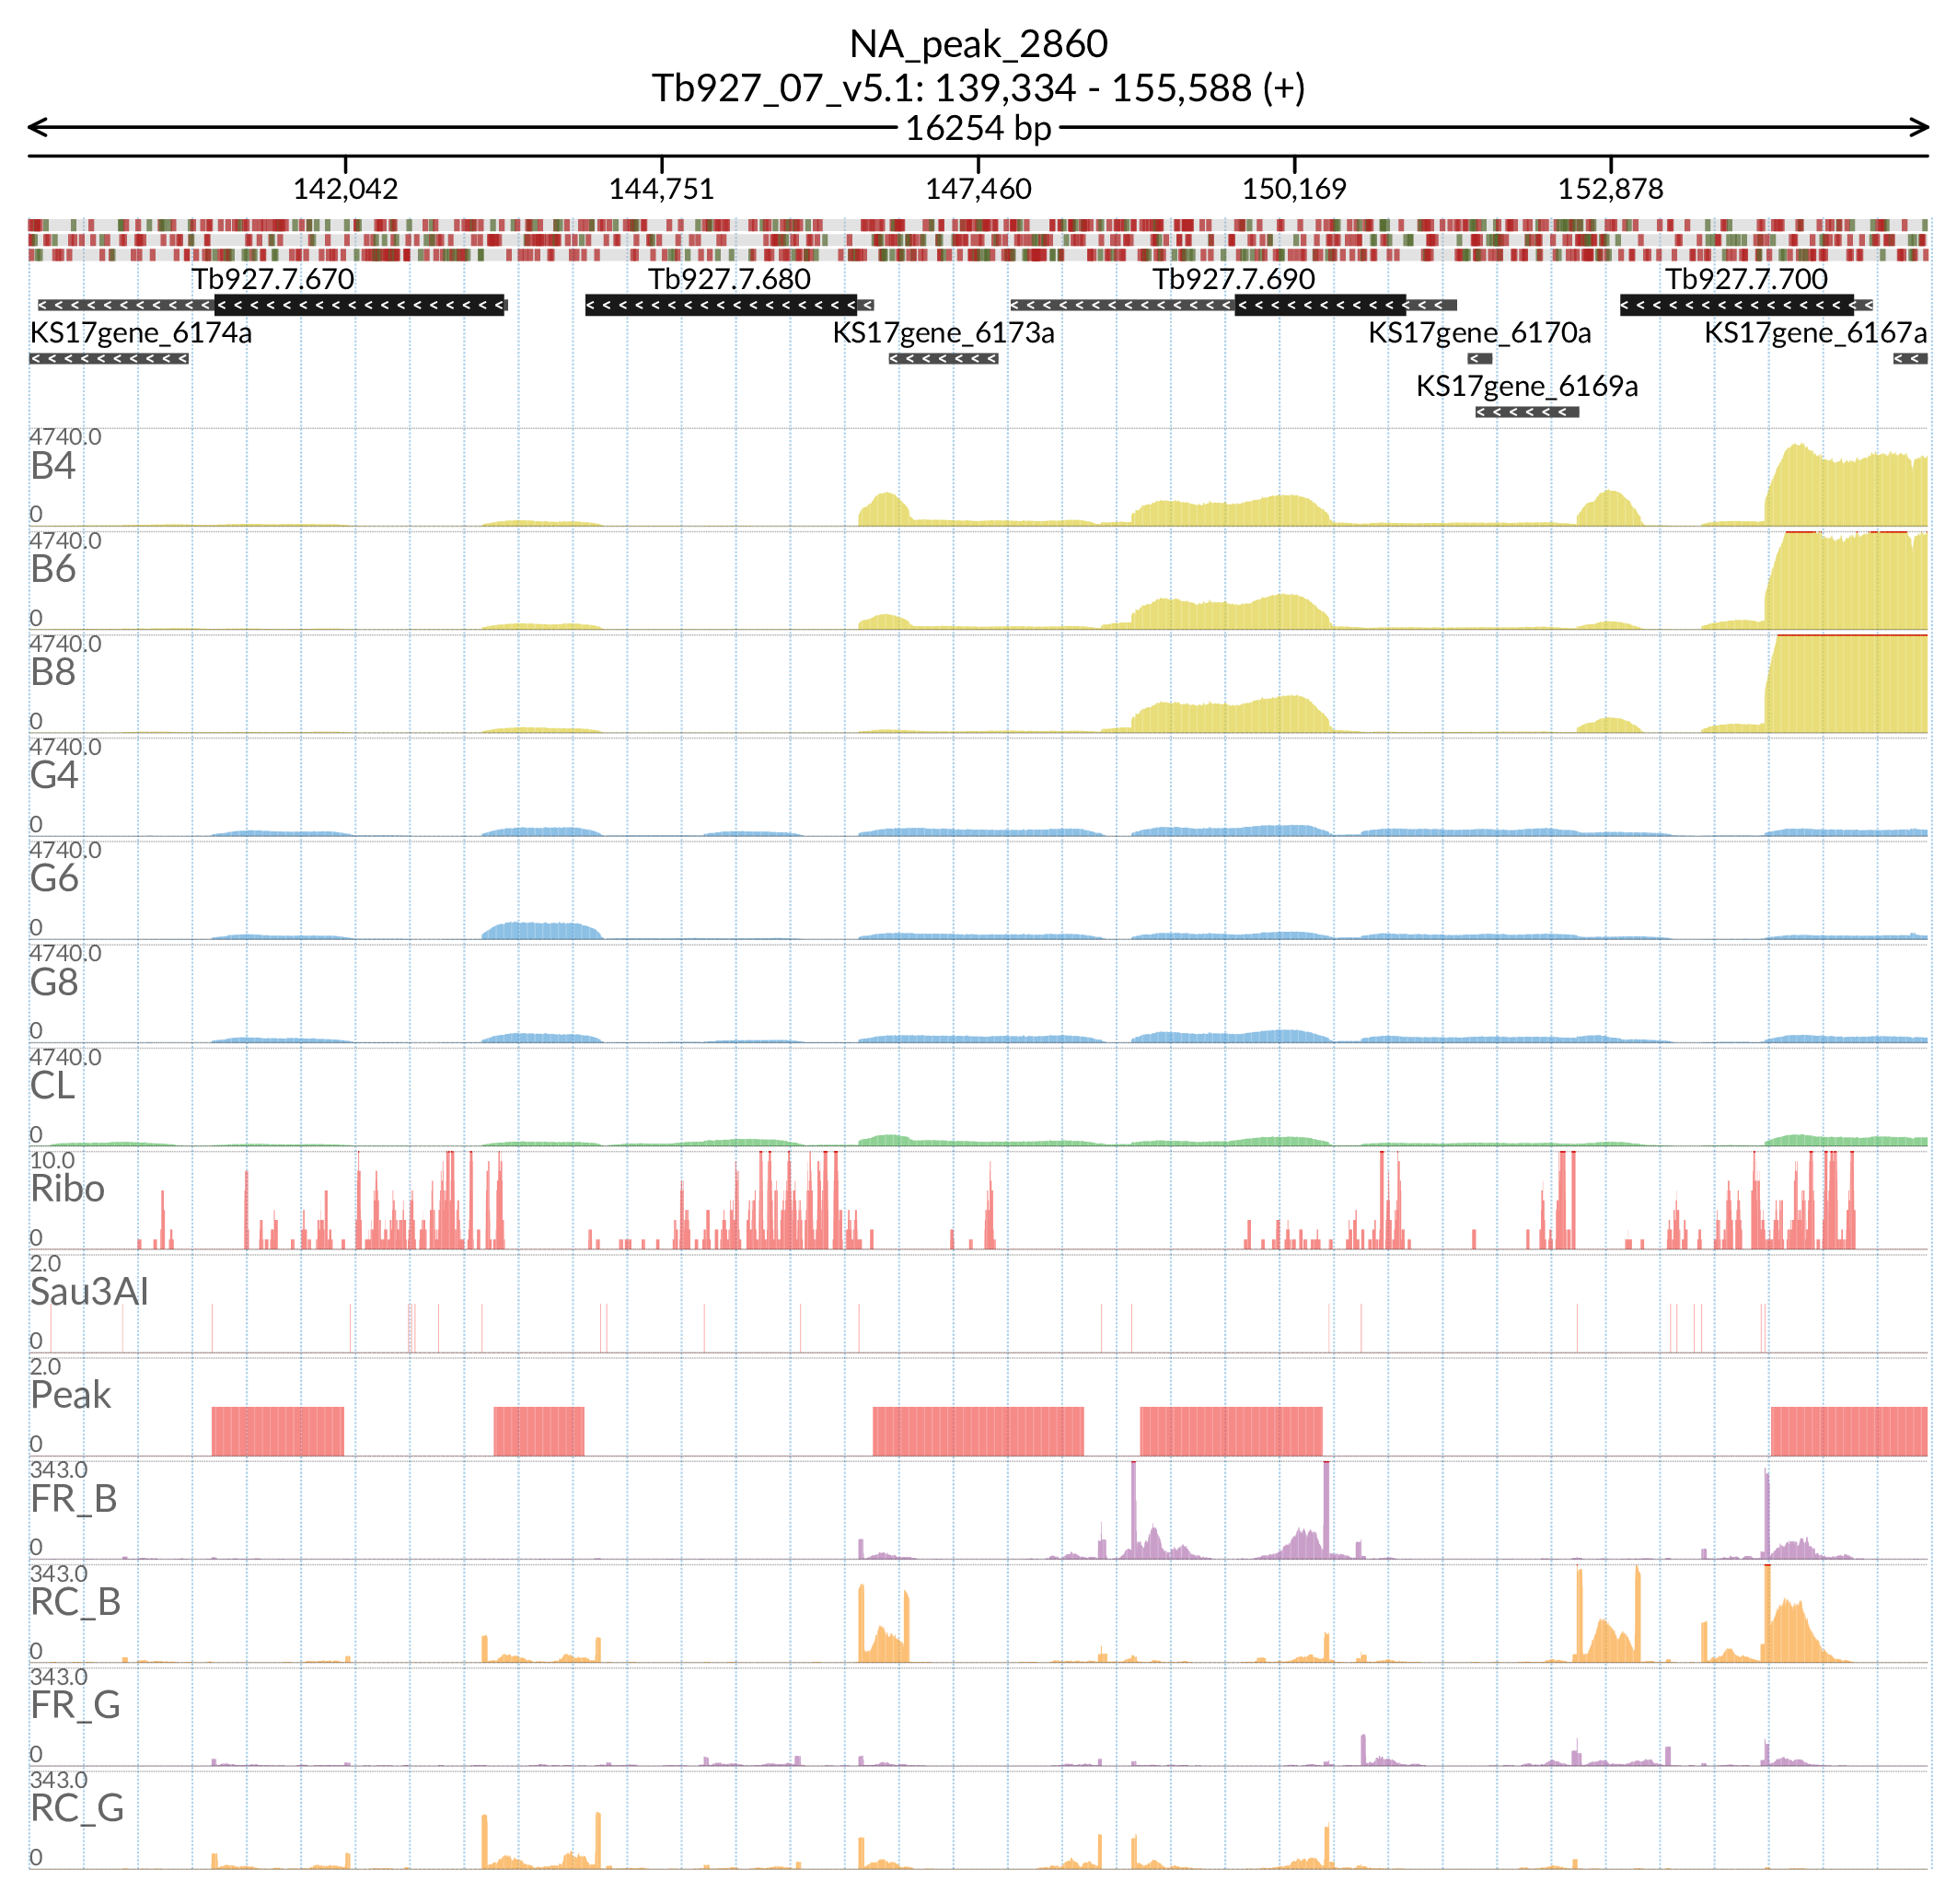 NA_peak_2860
Tb927_07_v5.1: 139,334 - 155,588 (+)
16254 bp
142,042 144,751 147,460 150,169 152,878
Tb927.7.670 Tb927.7.680 Tb927.7.690 Tb927.7.700
KS17gene_6174a KS17gene_6173a KS17gene_6170a KS17gene_6167a
KS17gene_6169a
4740.0
B4
0
4740.0
B6
0
4740.0
B8
0
4740.0
G4
0
4740.0
G6
0
4740.0
G8
0
4740.0
CL
0
10.0
Ribo
0
2.0
Sau3AI
0
2.0
Peak
0
343.0
FR_B
0
343.0
RC_B
0
343.0
FR_G
0
343.0
RC_G
0